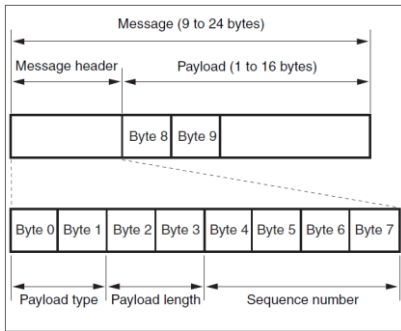 Message (9 to 24 bytes)
Message header Payload (1 to 16 bytes)
Byte 8 Byte 9
Byte 0 Byte 1 Byte 2 Byte 3 Byte 4 Byte 5 Byte 6 Byte 7
Payload type Payload length Sequence number